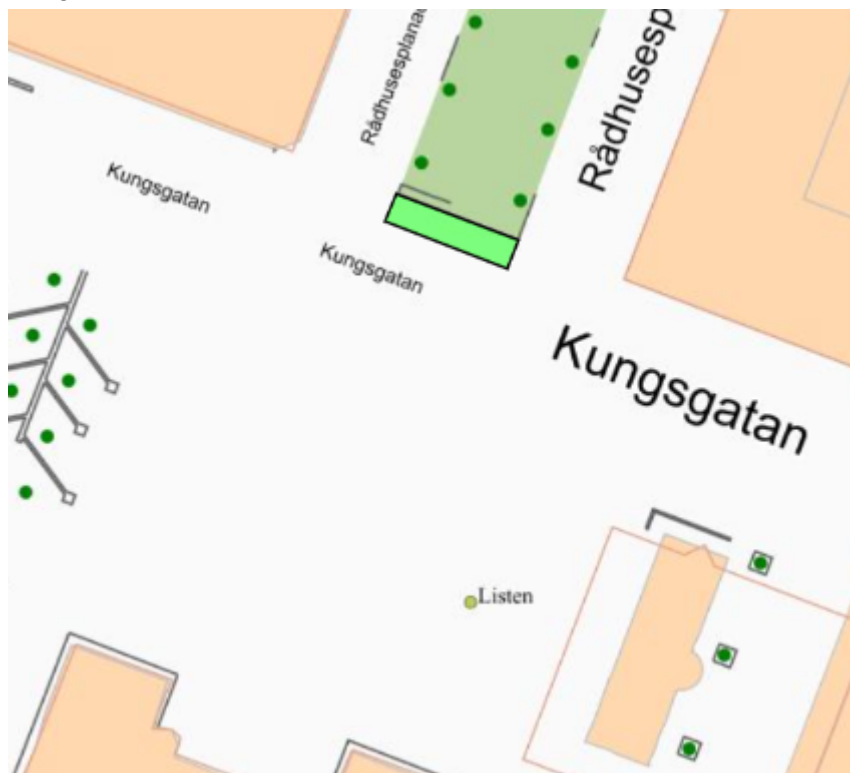 Rådhusesplanad
Rådhusesp
Kungsgatan
Kungsgatan
Kungsgatan
Listen